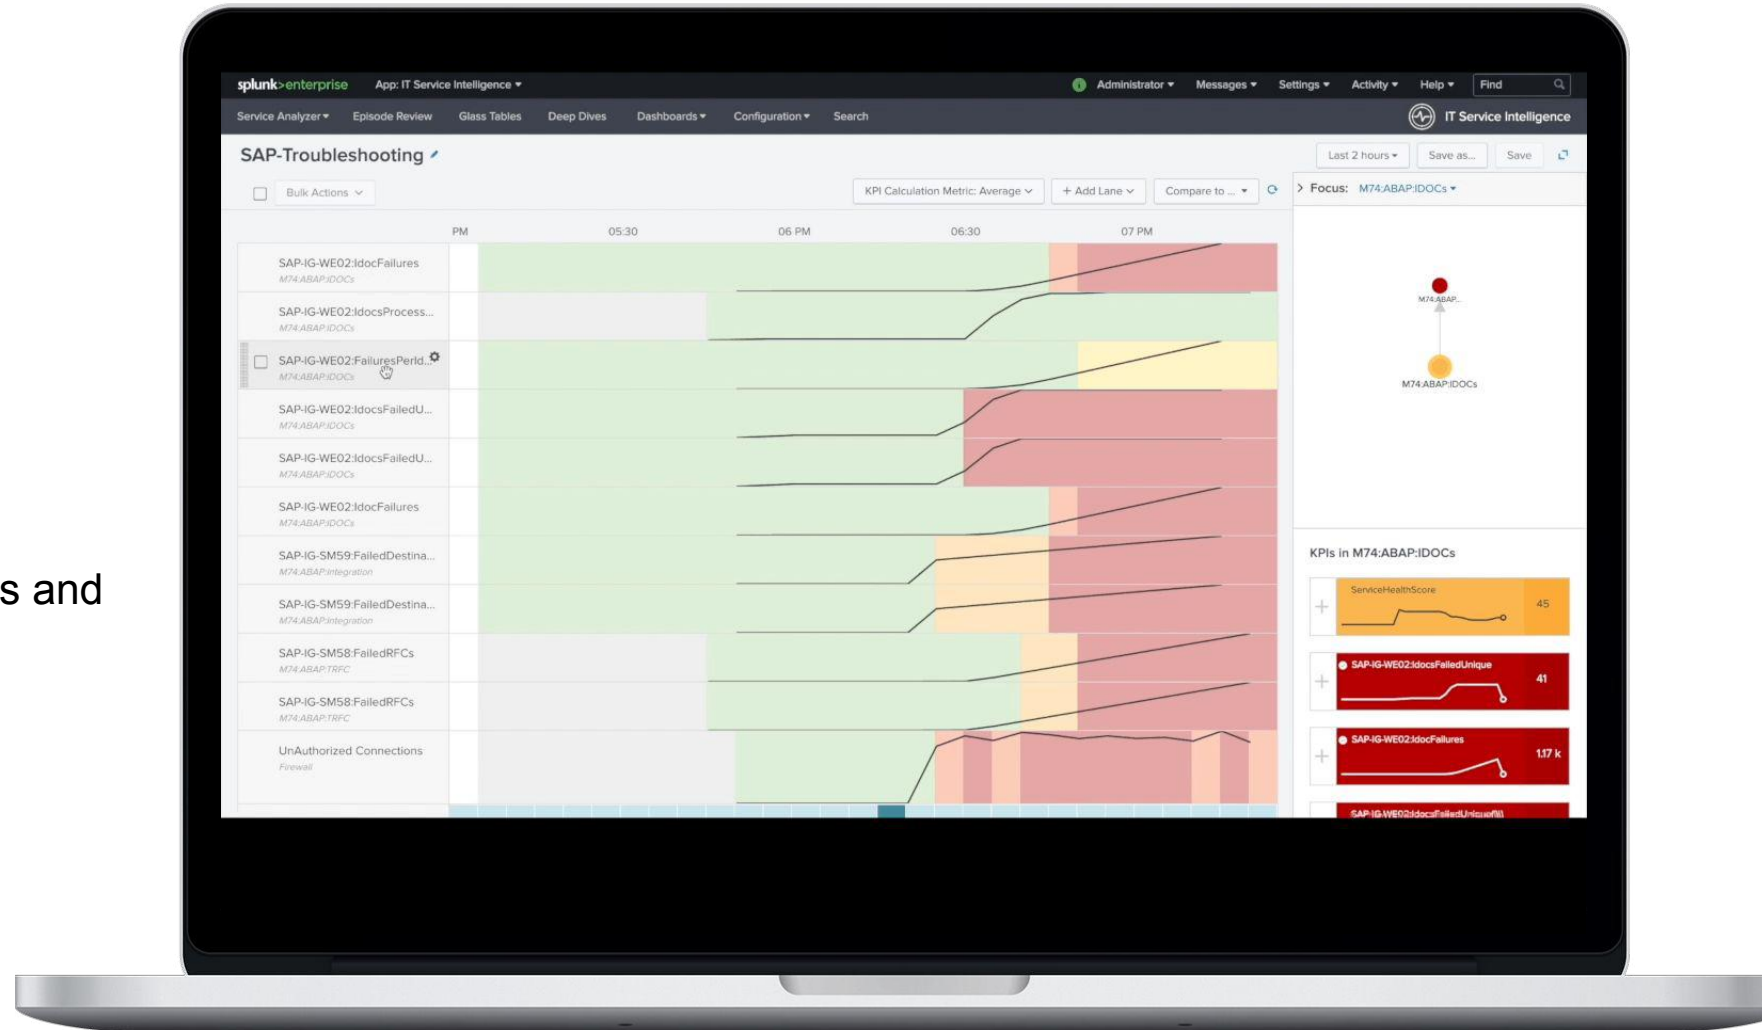 splunk>enterprise App: IT Service Intelligence
Administrator Messages Settings Activity Help Find
Service Analyzer Episode Review Glass Tables Deep Dives Dashboards Configuration Search
IT Service Intelligence
SAP-Troubleshooting
Last 2 hours Save as... Save
Bulk Actions
KPI Calculation Metric: Average + Add Lane Compare to ...
> Focus: M74:ABAP:IDOCs
PM 05:30 06 PM 06:30 07 PM
SAP-IG-WE02:IdocFailures
M74:ABAP:IDOCs
SAP-IG-WE02:IdocsProcess...
M74:ABAP:IDOCs
SAP-IG-WE02:FailuresPerId...
M74:ABAP:IDOCs
SAP-IG-WE02:IdocsFailedU...
M74:ABAP:IDOCs
SAP-IG-WE02:IdocsFailedU...
M74:ABAP:IDOCs
SAP-IG-WE02:IdocFailures
M74:ABAP:IDOCs
SAP-IG-SM59:FailedDestina...
M74:ABAP:Integration
SAP-IG-SM59:FailedDestina...
M74:ABAP:Integration
SAP-IG-SM58:FailedRFCs
M74:ABAP:TRFC
SAP-IG-SM58:FailedRFCs
M74:ABAP:TRFC
UnAuthorized Connections
Firewall
s and
M74:ABAP...
M74:ABAP:IDOCs
KPIs in M74:ABAP:IDOCs
ServiceHealthScore 45
SAP-IG-WE02:IdocsFailedUnique 41
SAP-IG-WE02:IdocFailures 1.17 k